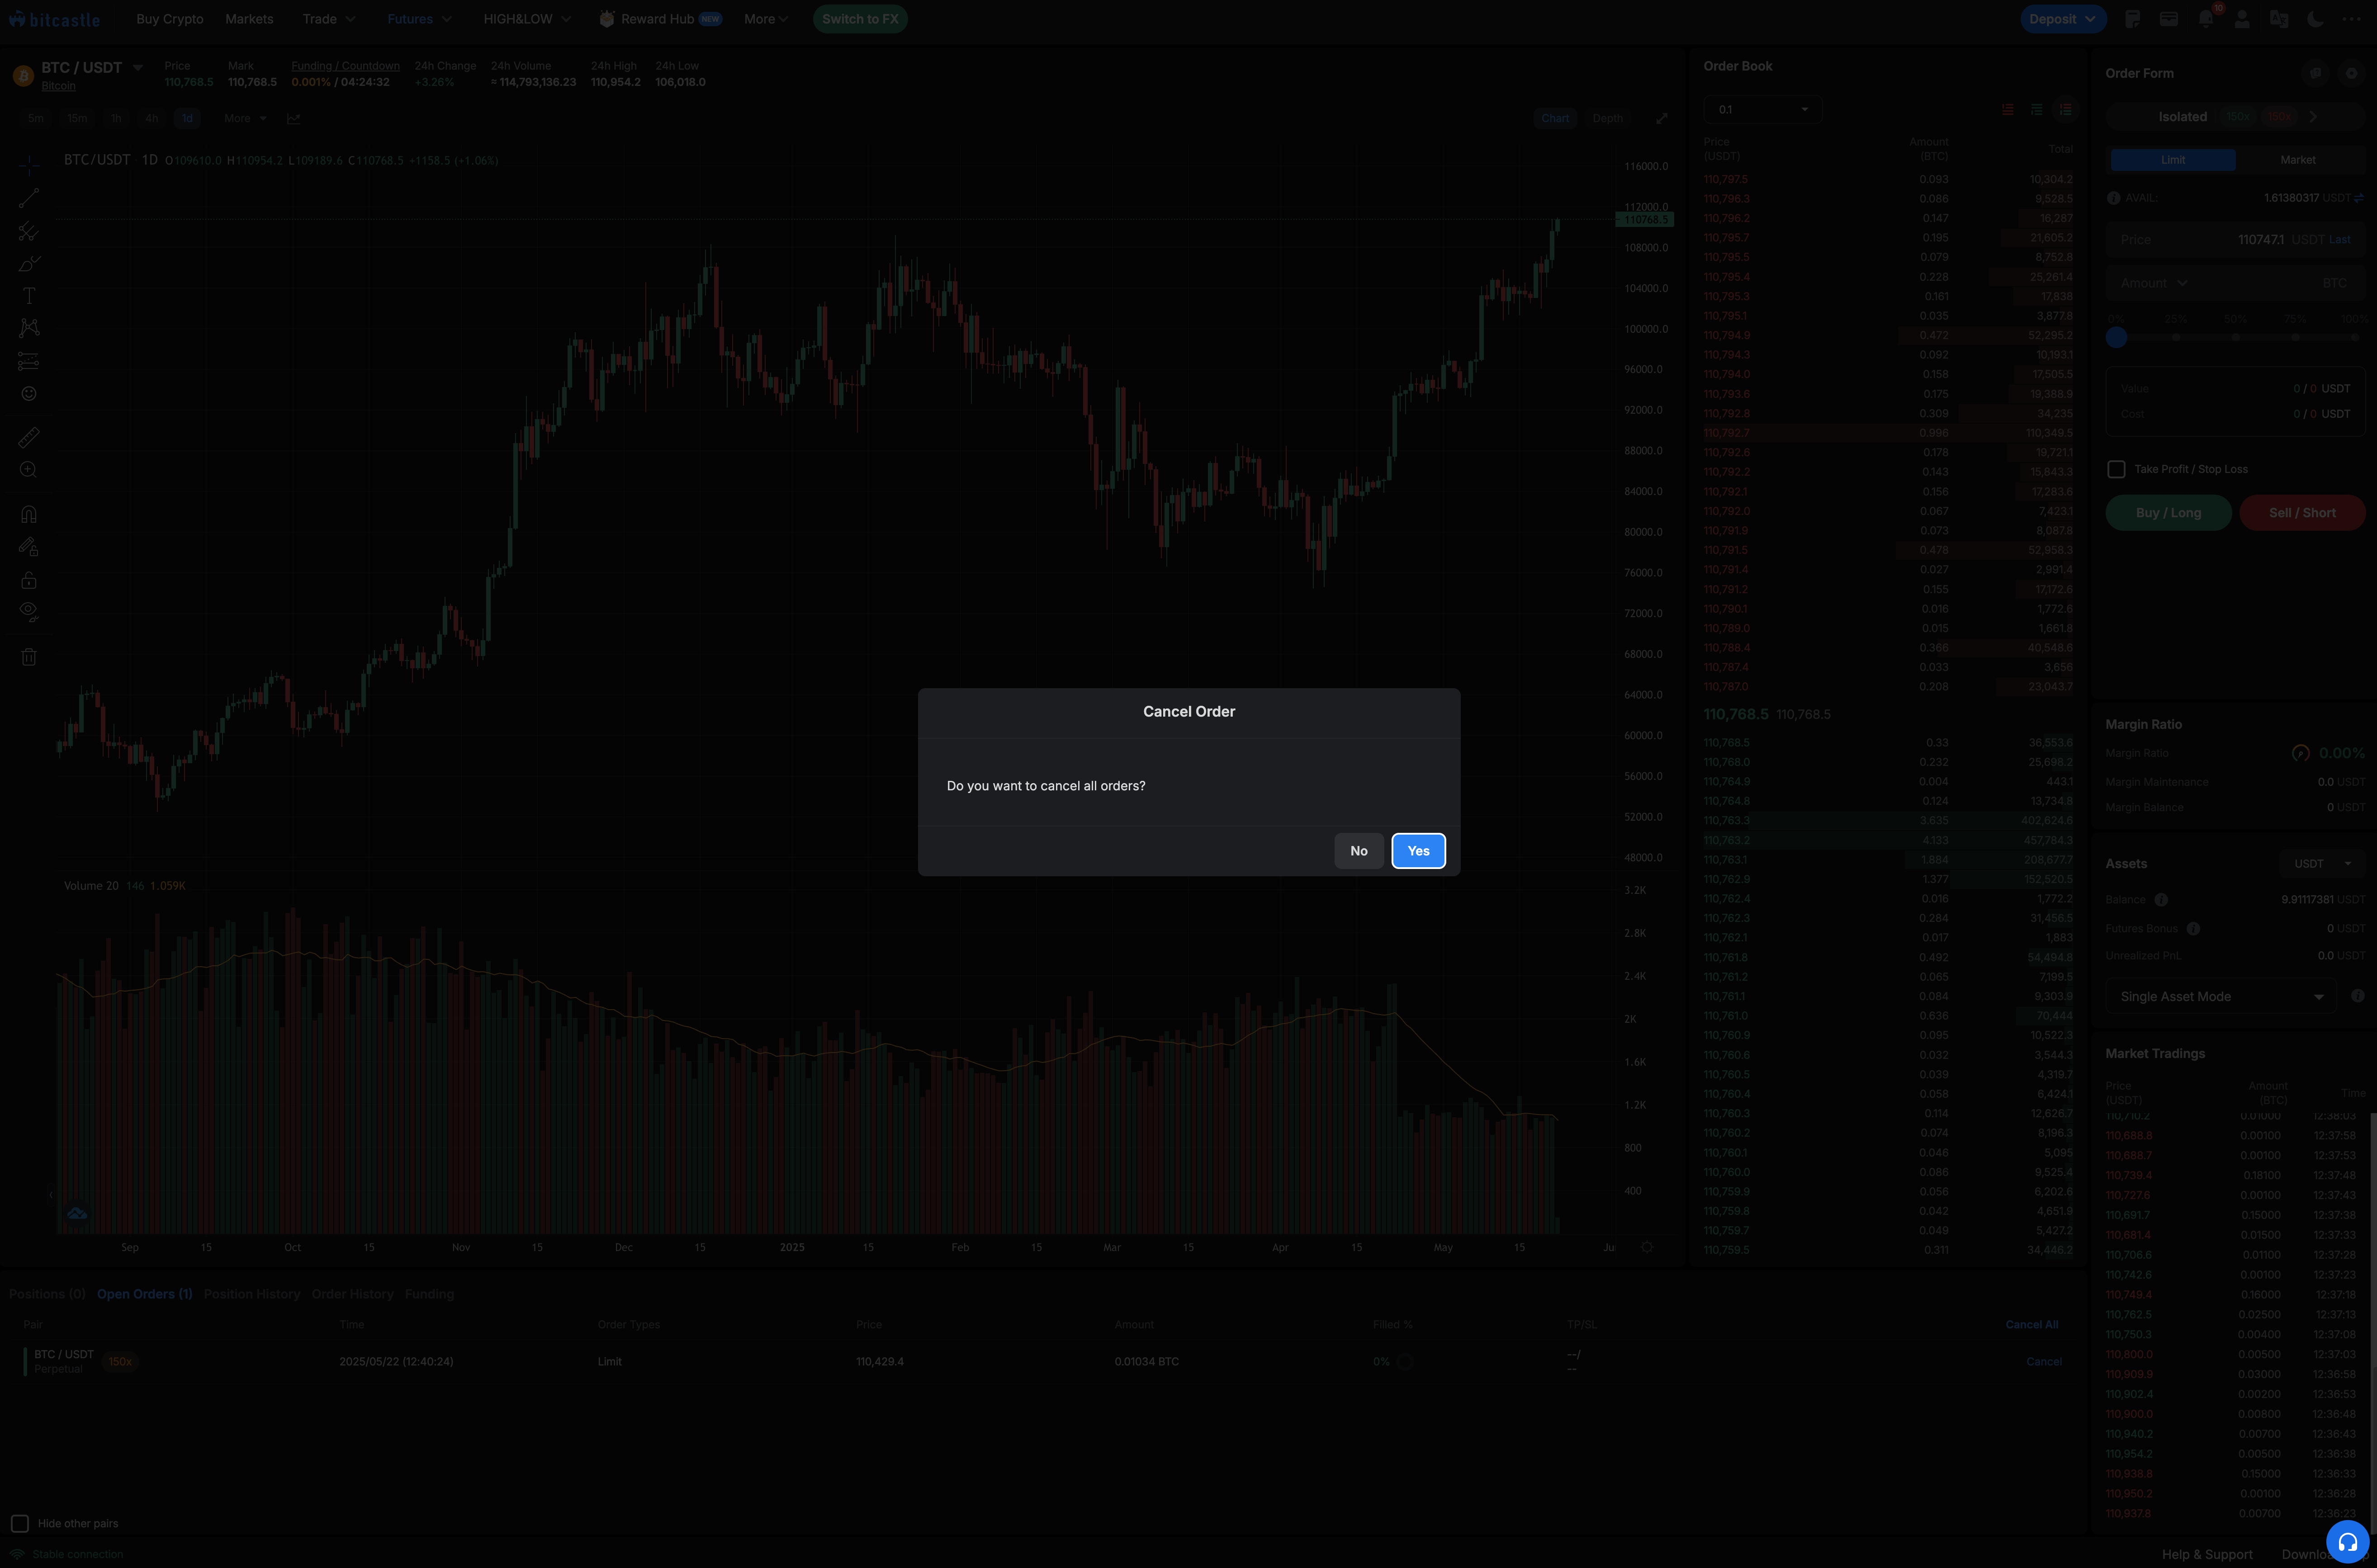 bitcastle Buy Crypto Markets Trade Futures HIGH&LOW Reward Hub NEW More Switch to FX Deposit 10
BTC / USDT
Bitcoin
Price
110,768.5
Mark
110,768.5
Funding / Countdown
0.001% / 04:24:32
24h Change
+3.26%
24h Volume
≈ 114,793,136.23
24h High
110,954.2
24h Low
106,018.0
5m 15m 1h 4h 1d More Chart Depth
BTC/USDT 1D O109610.0 H110954.2 L109189.6 C110768.5 +1158.5 (+1.06%)
116000.0
112000.0
110768.5
108000.0
104000.0
100000.0
96000.0
92000.0
88000.0
84000.0
80000.0
76000.0
72000.0
68000.0
64000.0
60000.0
56000.0
52000.0
48000.0
Volume 20 146 1.059K
3.2K
2.8K
2.4K
2K
1.6K
1.2K
800
400
Sep 15 Oct 15 Nov 15 Dec 15 2025 15 Feb 15 Mar 15 Apr 15 May 15 Ju
Cancel Order
Do you want to cancel all orders?
No Yes
Order Book
0.1
Price (USDT) Amount (BTC) Total
110,797.5 0.093 10,304.2
110,796.3 0.086 9,528.5
110,796.2 0.147 16,287
110,795.7 0.195 21,605.2
110,795.5 0.079 8,752.8
110,795.4 0.228 25,261.4
110,795.3 0.161 17,838
110,795.1 0.035 3,877.8
110,794.9 0.472 52,295.2
110,794.3 0.092 10,193.1
110,794.0 0.158 17,505.5
110,793.6 0.175 19,388.9
110,792.8 0.309 34,235
110,792.7 0.996 110,349.5
110,792.6 0.178 19,721.1
110,792.2 0.143 15,843.3
110,792.1 0.156 17,283.6
110,792.0 0.067 7,423.1
110,791.9 0.073 8,087.8
110,791.5 0.478 52,958.3
110,791.4 0.027 2,991.4
110,791.2 0.155 17,172.6
110,790.1 0.016 1,772.6
110,789.0 0.015 1,661.8
110,788.4 0.366 40,548.6
110,787.4 0.033 3,656
110,787.0 0.208 23,043.7
110,768.5 110,768.5
110,768.5 0.33 36,553.6
110,768.0 0.232 25,698.2
110,764.9 0.004 443.1
110,764.8 0.124 13,734.8
110,763.3 3.635 402,624.6
110,763.2 4.133 457,784.3
110,763.1 1.884 208,677.7
110,762.9 1.377 152,520.5
110,762.4 0.016 1,772.2
110,762.3 0.284 31,456.5
110,762.1 0.017 1,883
110,761.8 0.492 54,494.8
110,761.2 0.065 7,199.5
110,761.1 0.084 9,303.9
110,761.0 0.636 70,444
110,760.9 0.095 10,522.3
110,760.6 0.032 3,544.3
110,760.5 0.039 4,319.7
110,760.4 0.058 6,424.1
110,760.3 0.114 12,626.7
110,760.2 0.074 8,196.3
110,760.1 0.046 5,095
110,760.0 0.086 9,525.4
110,759.9 0.056 6,202.6
110,759.8 0.042 4,651.9
110,759.7 0.049 5,427.2
110,759.5 0.311 34,446.2
Order Form
Isolated 150x 150x
Limit Market
AVAIL: 1.61380317 USDT
Price 110747.1 USDT Last
Amount BTC
0% 25% 50% 75% 100%
Value 0 / 0 USDT
Cost 0 / 0 USDT
Take Profit / Stop Loss
Buy / Long Sell / Short
Margin Ratio
Margin Ratio 0.00%
Margin Maintenance 0.0 USDT
Margin Balance 0 USDT
Assets USDT
Balance 9.91117381 USDT
Futures Bonus 0 USDT
Unrealized PnL 0.0 USDT
Single Asset Mode
Market Tradings
Price (USDT) Amount (BTC) Time
110,710.2 0.01000 12:38:03
110,688.8 0.00100 12:37:58
110,688.7 0.00100 12:37:53
110,739.4 0.18100 12:37:48
110,727.6 0.00100 12:37:43
110,691.7 0.15000 12:37:38
110,681.4 0.01500 12:37:33
110,706.6 0.01100 12:37:28
110,742.6 0.00100 12:37:23
110,749.4 0.16000 12:37:18
110,762.5 0.02500 12:37:13
110,750.3 0.00400 12:37:08
110,800.0 0.00500 12:37:03
110,909.9 0.03000 12:36:58
110,902.4 0.00200 12:36:53
110,900.0 0.00800 12:36:48
110,940.2 0.00700 12:36:43
110,954.2 0.00500 12:36:38
110,938.8 0.15000 12:36:33
110,950.2 0.00100 12:36:28
110,937.8 0.00700 12:36:23
Positions (0) Open Orders (1) Position History Order History Funding
Pair Time Order Types Price Amount Filled % TP/SL Cancel All
BTC / USDT Perpetual 150x 2025/05/22 (12:40:24) Limit 110,429.4 0.01034 BTC 0% --/ -- Cancel
Hide other pairs
Stable connection Help & Support Downlo